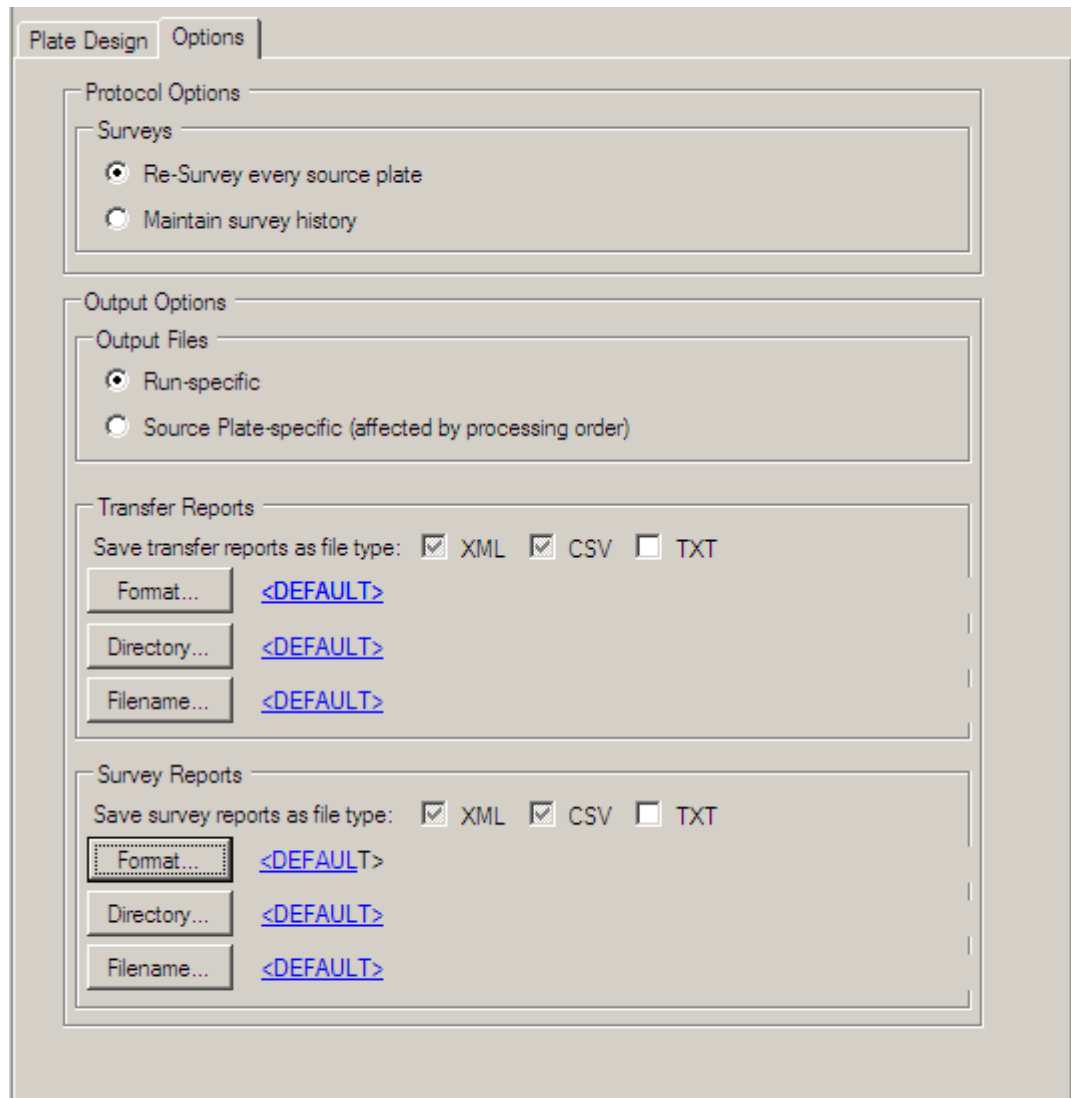 Plate Design Options
Protocol Options
Surveys
Re-Survey every source plate
Maintain survey history
Output Options
Output Files
Run-specific
Source Plate-specific (affected by processing order)
Transfer Reports
Save transfer reports as file type: XML CSV TXT
Format... <DEFAULT>
Directory... <DEFAULT>
Filename... <DEFAULT>
Survey Reports
Save survey reports as file type: XML CSV TXT
Format... <DEFAULT>
Directory... <DEFAULT>
Filename... <DEFAULT>